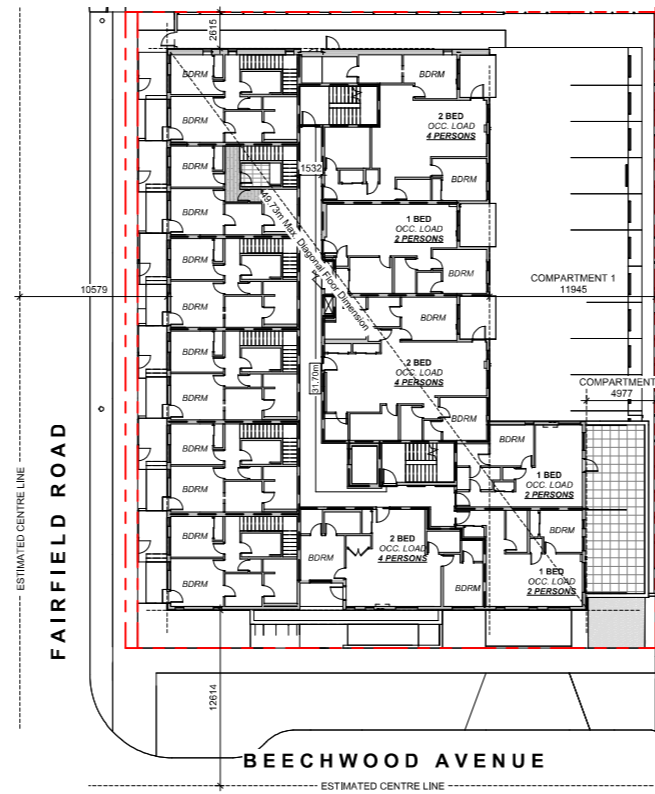 2615
BDRM
BDRM
BDRM
2 BED
OCC. LOAD
4 PERSONS
BDRM
BDRM
1532
BDRM
49.73m Max. Diagonal Floor Dimension
1 BED
OCC. LOAD
2 PERSONS
BDRM
BDRM
COMPARTMENT 1
11945
10579
BDRM
BDRM
BDRM
2 BED
OCC. LOAD
4 PERSONS
31.70m
COMPARTMENT
4977
BDRM
BDRM
BDRM
BDRM
BDRM
1 BED
OCC. LOAD
2 PERSONS
BDRM
BDRM
2 BED
OCC. LOAD
4 PERSONS
BDRM
BDRM
BDRM
BDRM
1 BED
OCC. LOAD
2 PERSONS
ESTIMATED CENTRE LINE
FAIRFIELD ROAD
12614
BEECHWOOD AVENUE
ESTIMATED CENTRE LINE